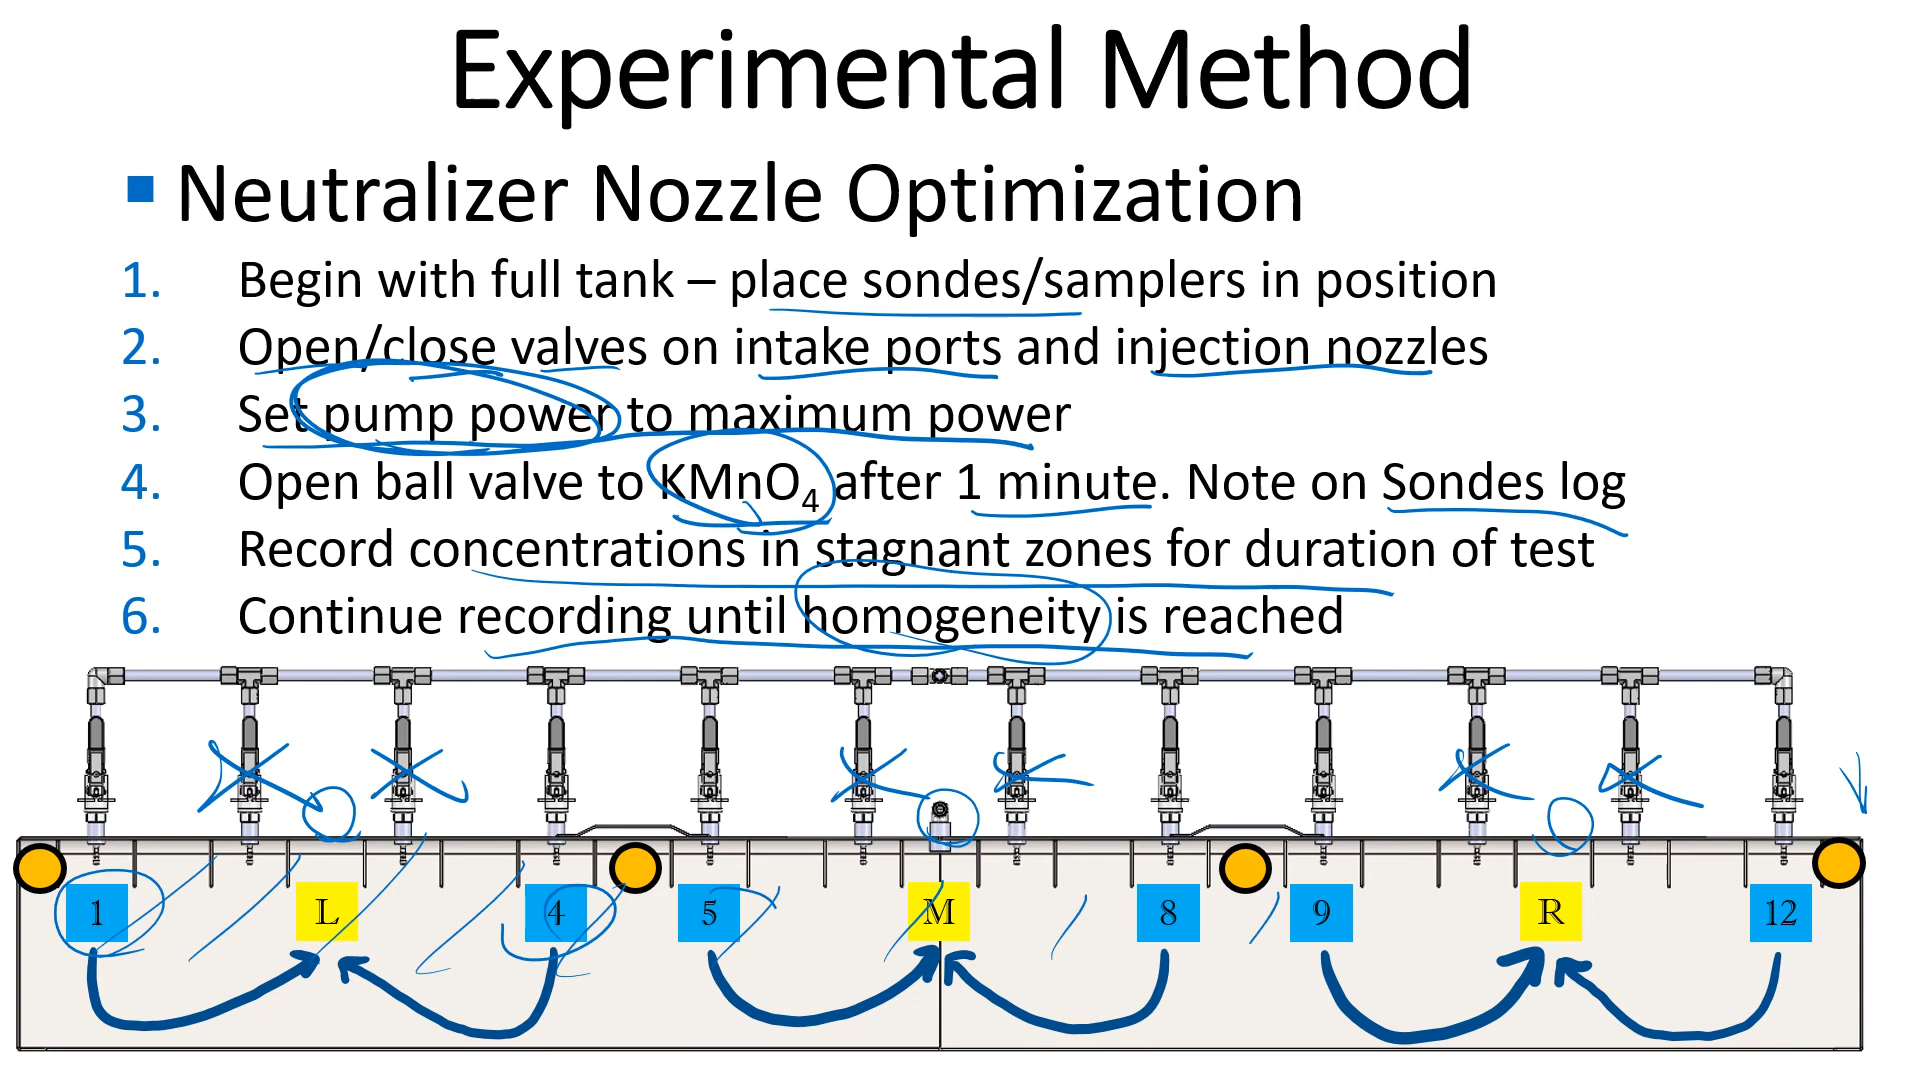 Experimental Method
▪ Neutralizer Nozzle Optimization
1. Begin with full tank – place sondes/samplers in position
2. Open/close valves on intake ports and injection nozzles
3. Set pump power to maximum power
4. Open ball valve to KMnO₄ after 1 minute. Note on Sondes log
5. Record concentrations in stagnant zones for duration of test
6. Continue recording until homogeneity is reached
1 L 4 5 M 8 9 R 12